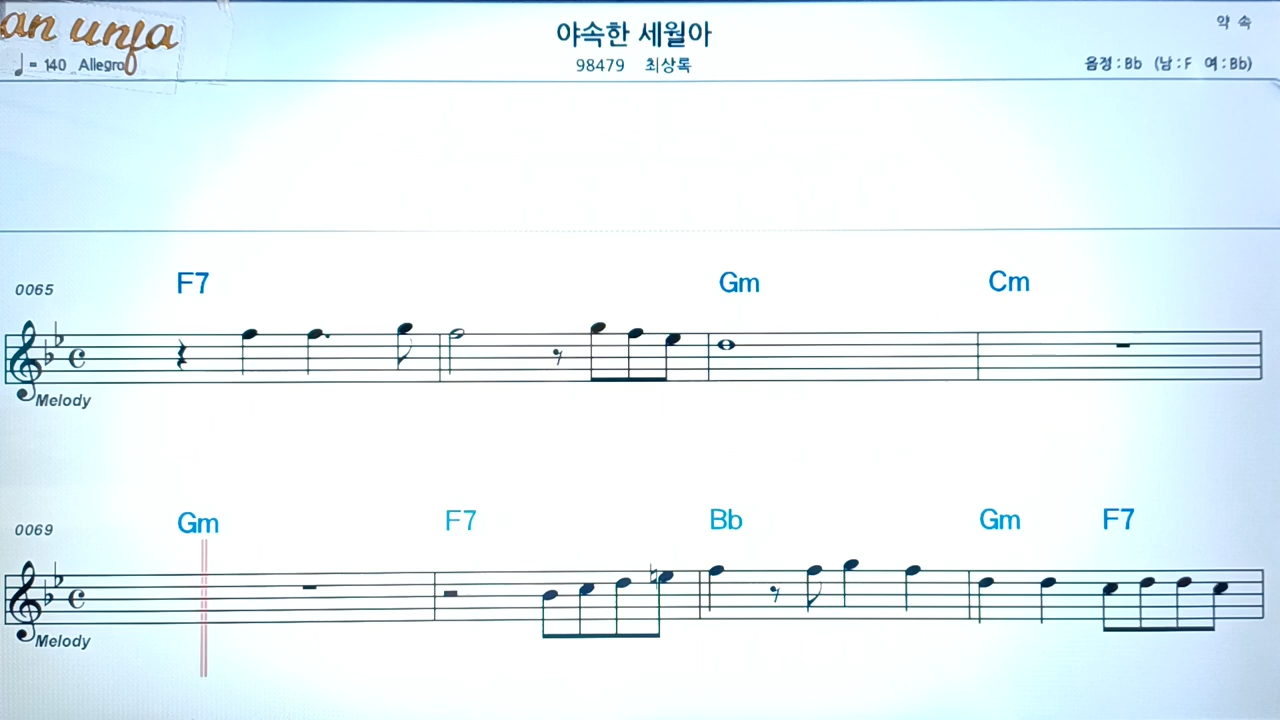 an unfa
야속한 세월아
약 속
♩= 140 Allegro
98479 최상록
음정 : Bb (남 : F 여 : Bb)
0065 F7 Gm Cm
Melody
0069 Gm F7 Bb Gm F7
Melody